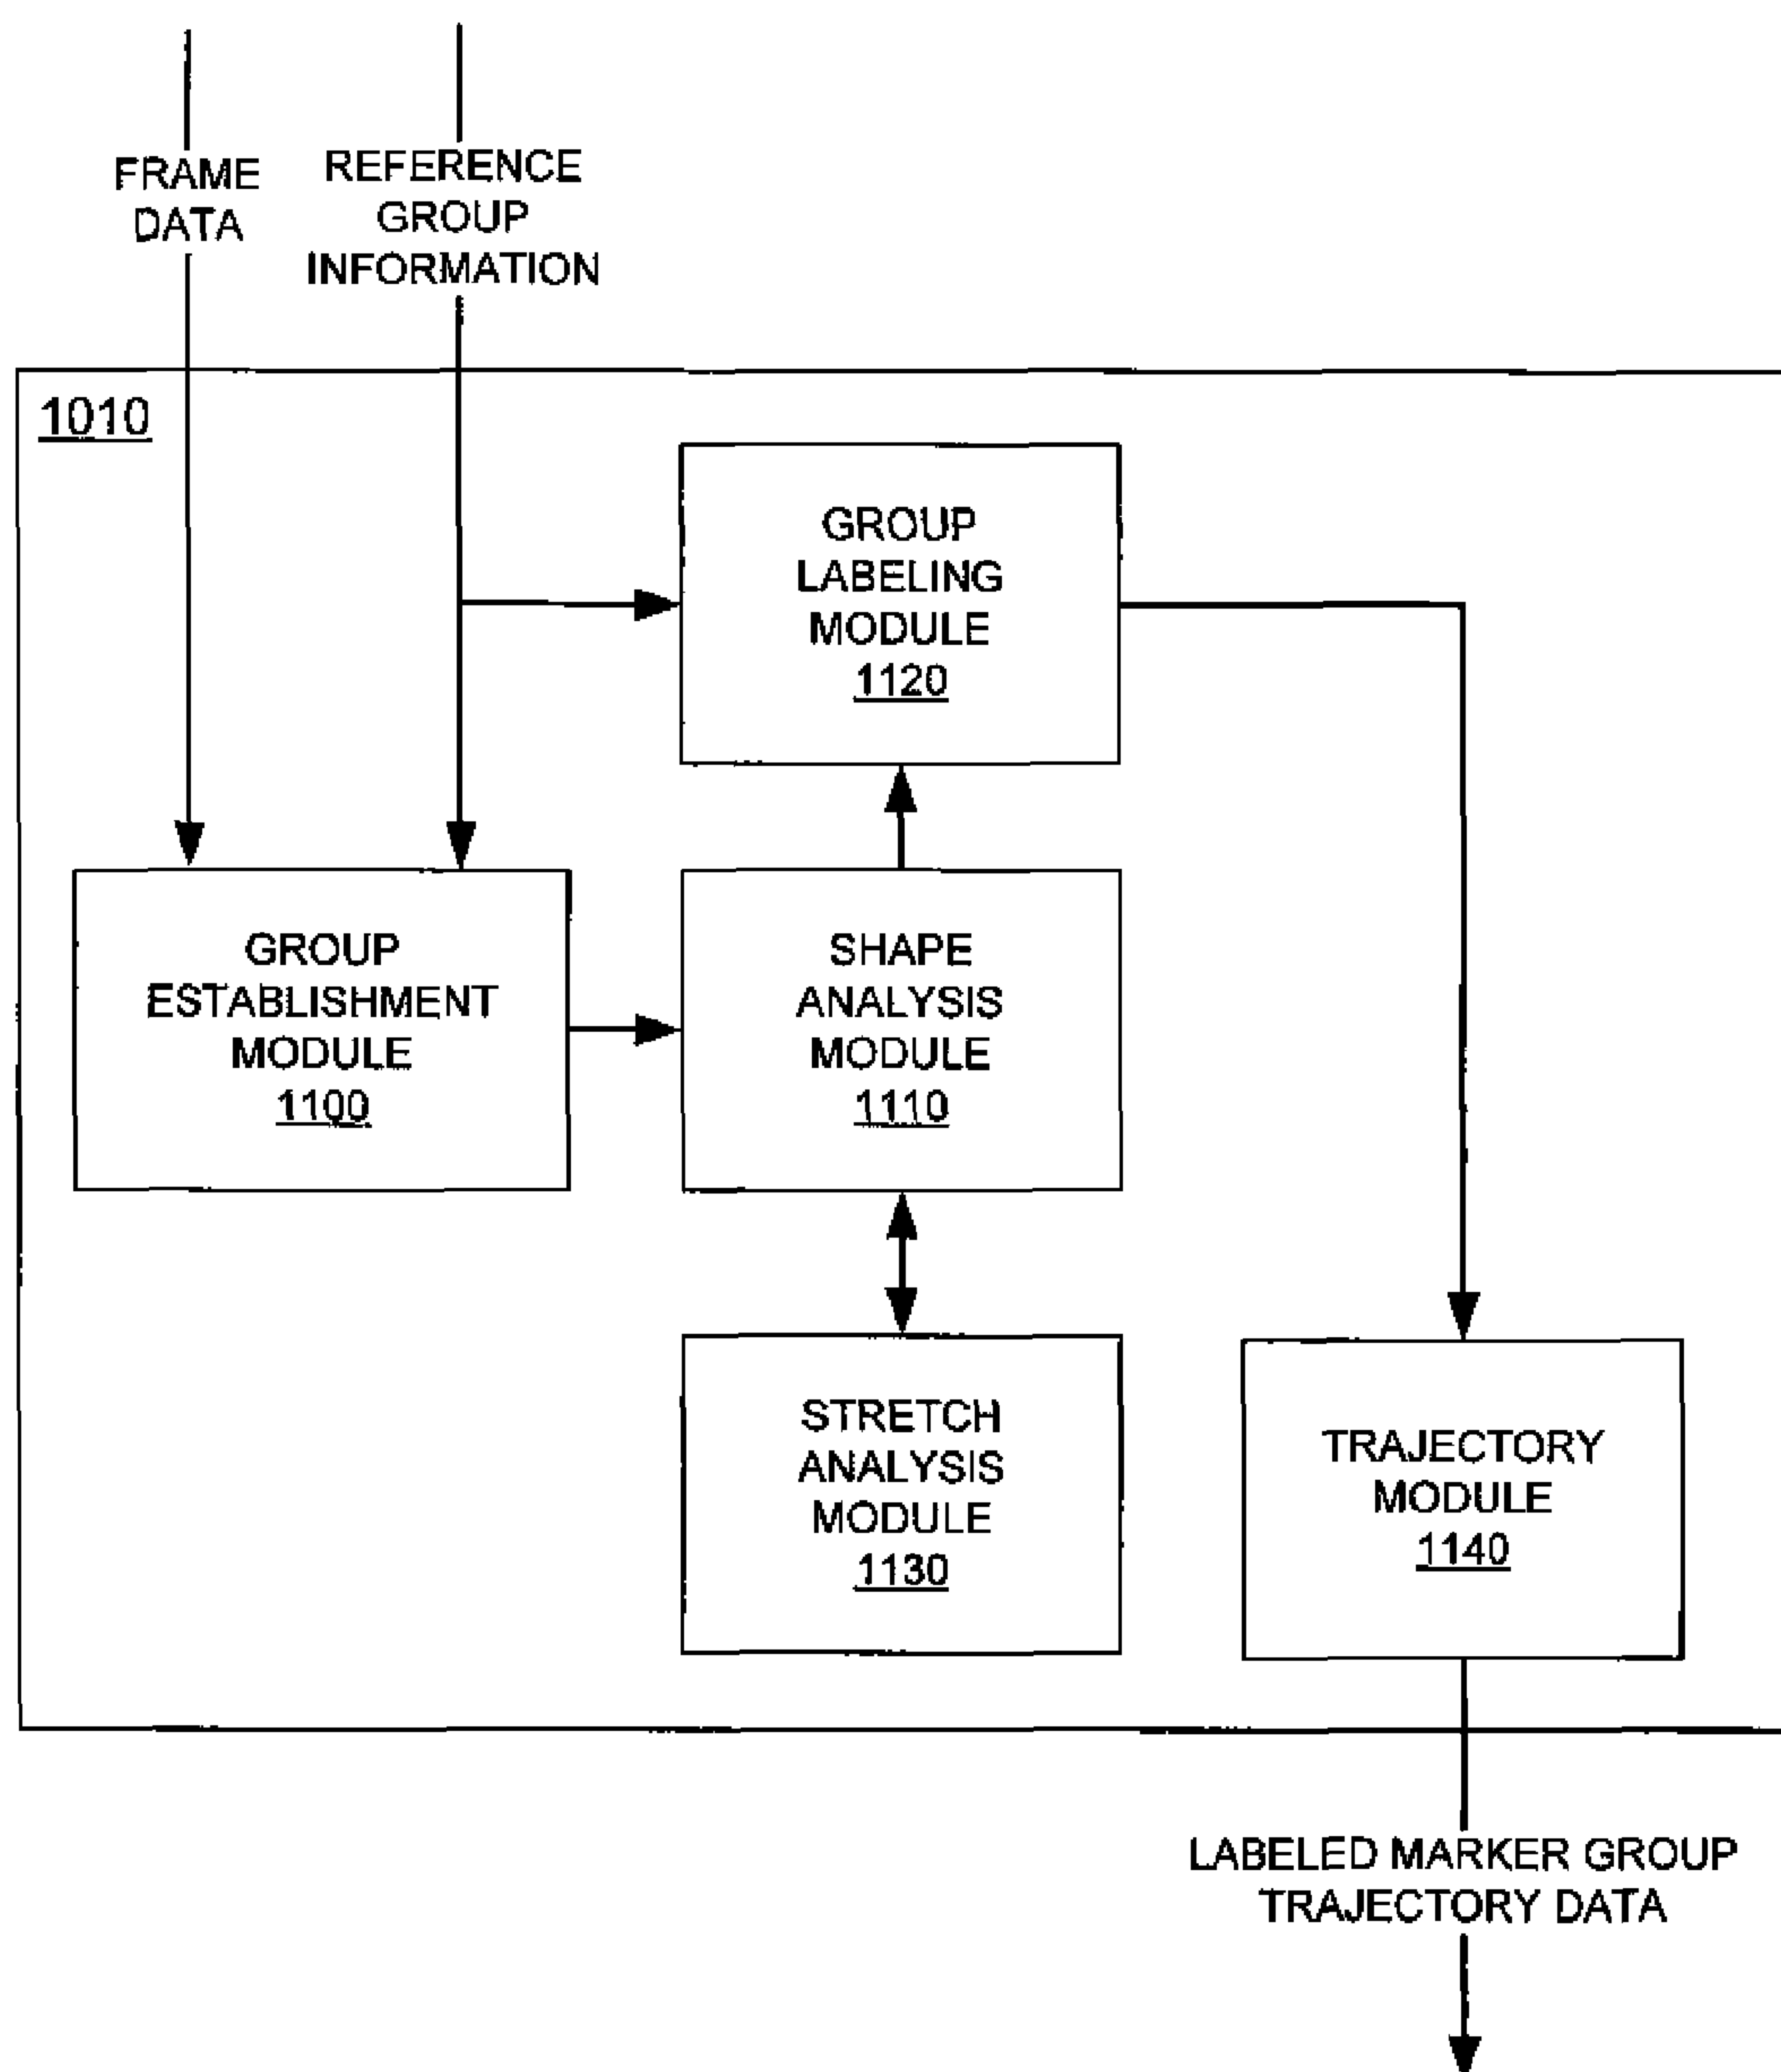 FRAME
DATA
REFERENCE
GROUP
INFORMATION
1010
GROUP
LABELING
MODULE
1120
GROUP
ESTABLISHMENT
MODULE
1100
SHAPE
ANALYSIS
MODULE
1110
STRETCH
ANALYSIS
MODULE
1130
TRAJECTORY
MODULE
1140
LABELED MARKER GROUP
TRAJECTORY DATA